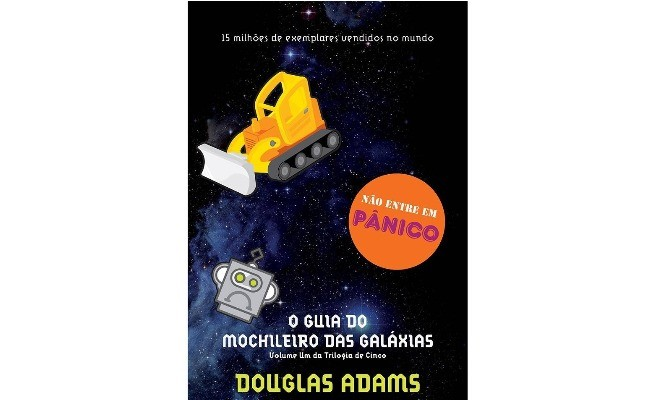 15 milhões de exemplares vendidos no mundo
NÃO ENTRE EM
PÂNICO
O GUIA DO
MOCHILEIRO DAS GALÁXIAS
Volume Um da Trilogia de Cinco
DOUGLAS ADAMS